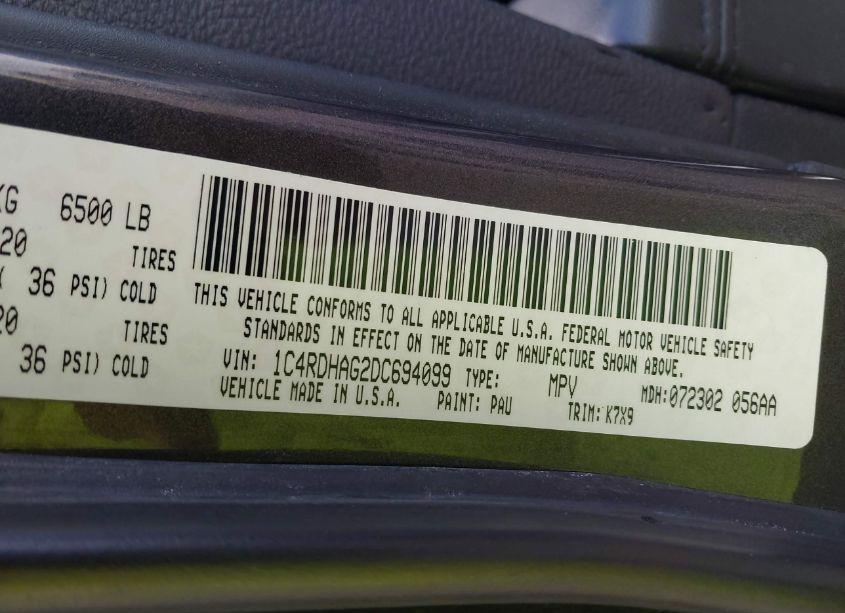 KG 6500 LB
20 TIRES
36 PSI) COLD
20 TIRES
36 PSI) COLD
THIS VEHICLE CONFORMS TO ALL APPLICABLE U.S.A. FEDERAL MOTOR VEHICLE SAFETY
STANDARDS IN EFFECT ON THE DATE OF MANUFACTURE SHOWN ABOVE.
VIN: 1C4RDHAG2DC694099 TYPE: MPV MDH:072302 056AA
VEHICLE MADE IN U.S.A. PAINT: PAU TRIM: K7X9